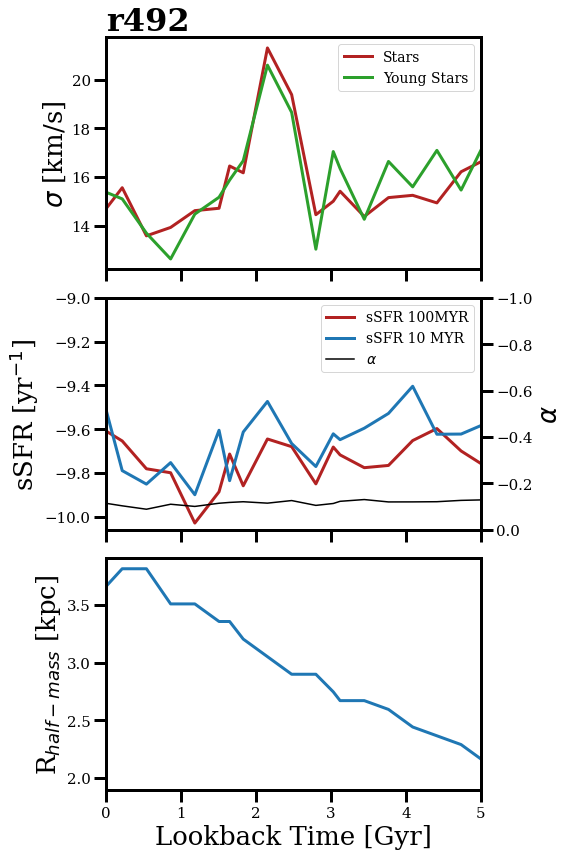 r492
σ [km/s]
20
18
16
14
Stars
Young Stars
sSFR [yr⁻¹]
−9.0
−9.2
−9.4
−9.6
−9.8
−10.0
sSFR 100MYR
sSFR 10 MYR
α
−1.0
−0.8
−0.6
−0.4
−0.2
0.0
α
R_{half−mass} [kpc]
3.5
3.0
2.5
2.0
0 1 2 3 4 5
Lookback Time [Gyr]